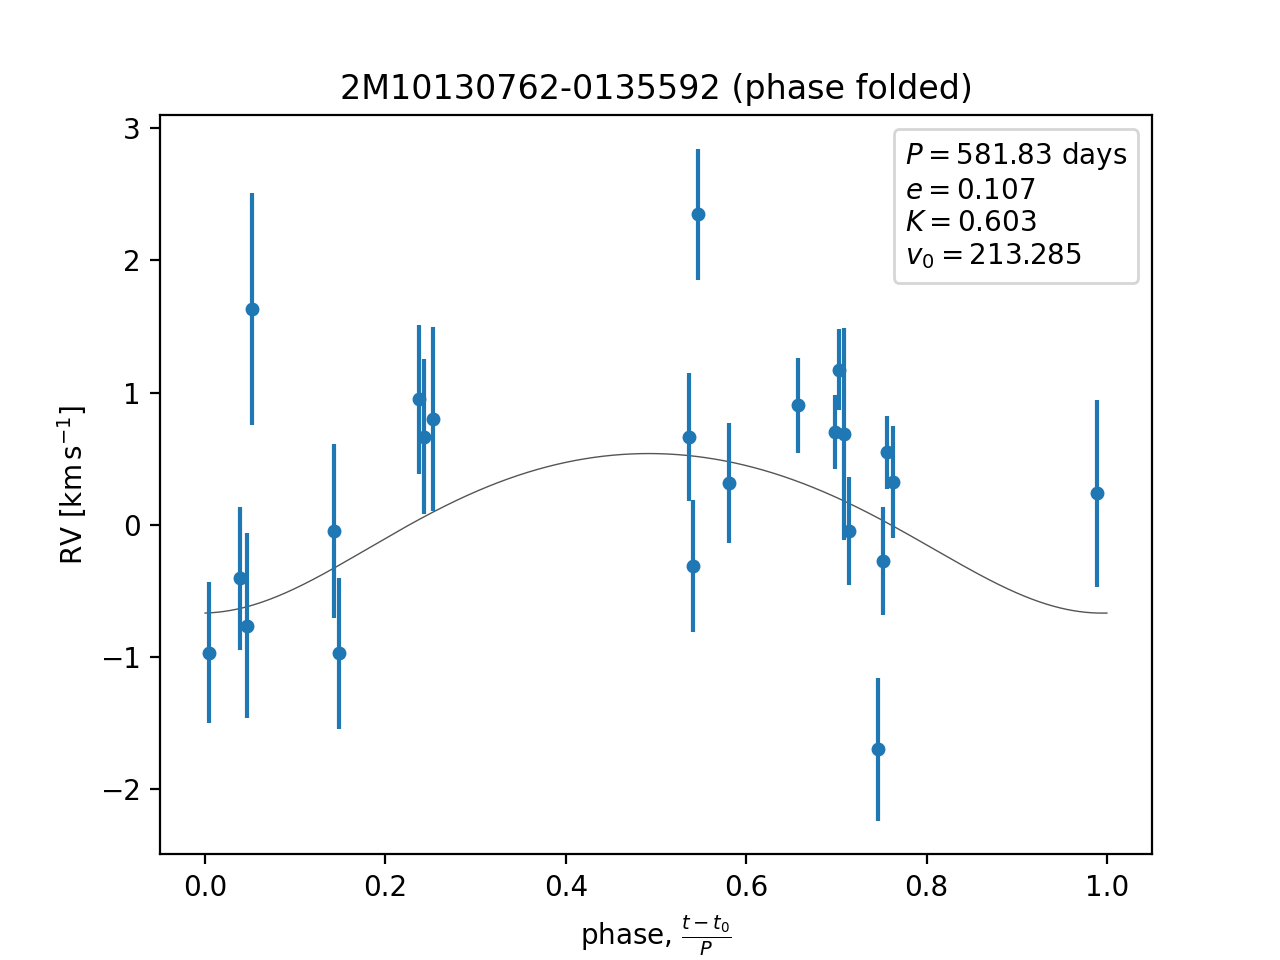 2M10130762-0135592 (phase folded)
P = 581.83 days
e = 0.107
K = 0.603
v₀ = 213.285
3
2
1
0
−1
−2
RV [km s⁻¹]
0.0 0.2 0.4 0.6 0.8 1.0
phase, (t − t₀)/P